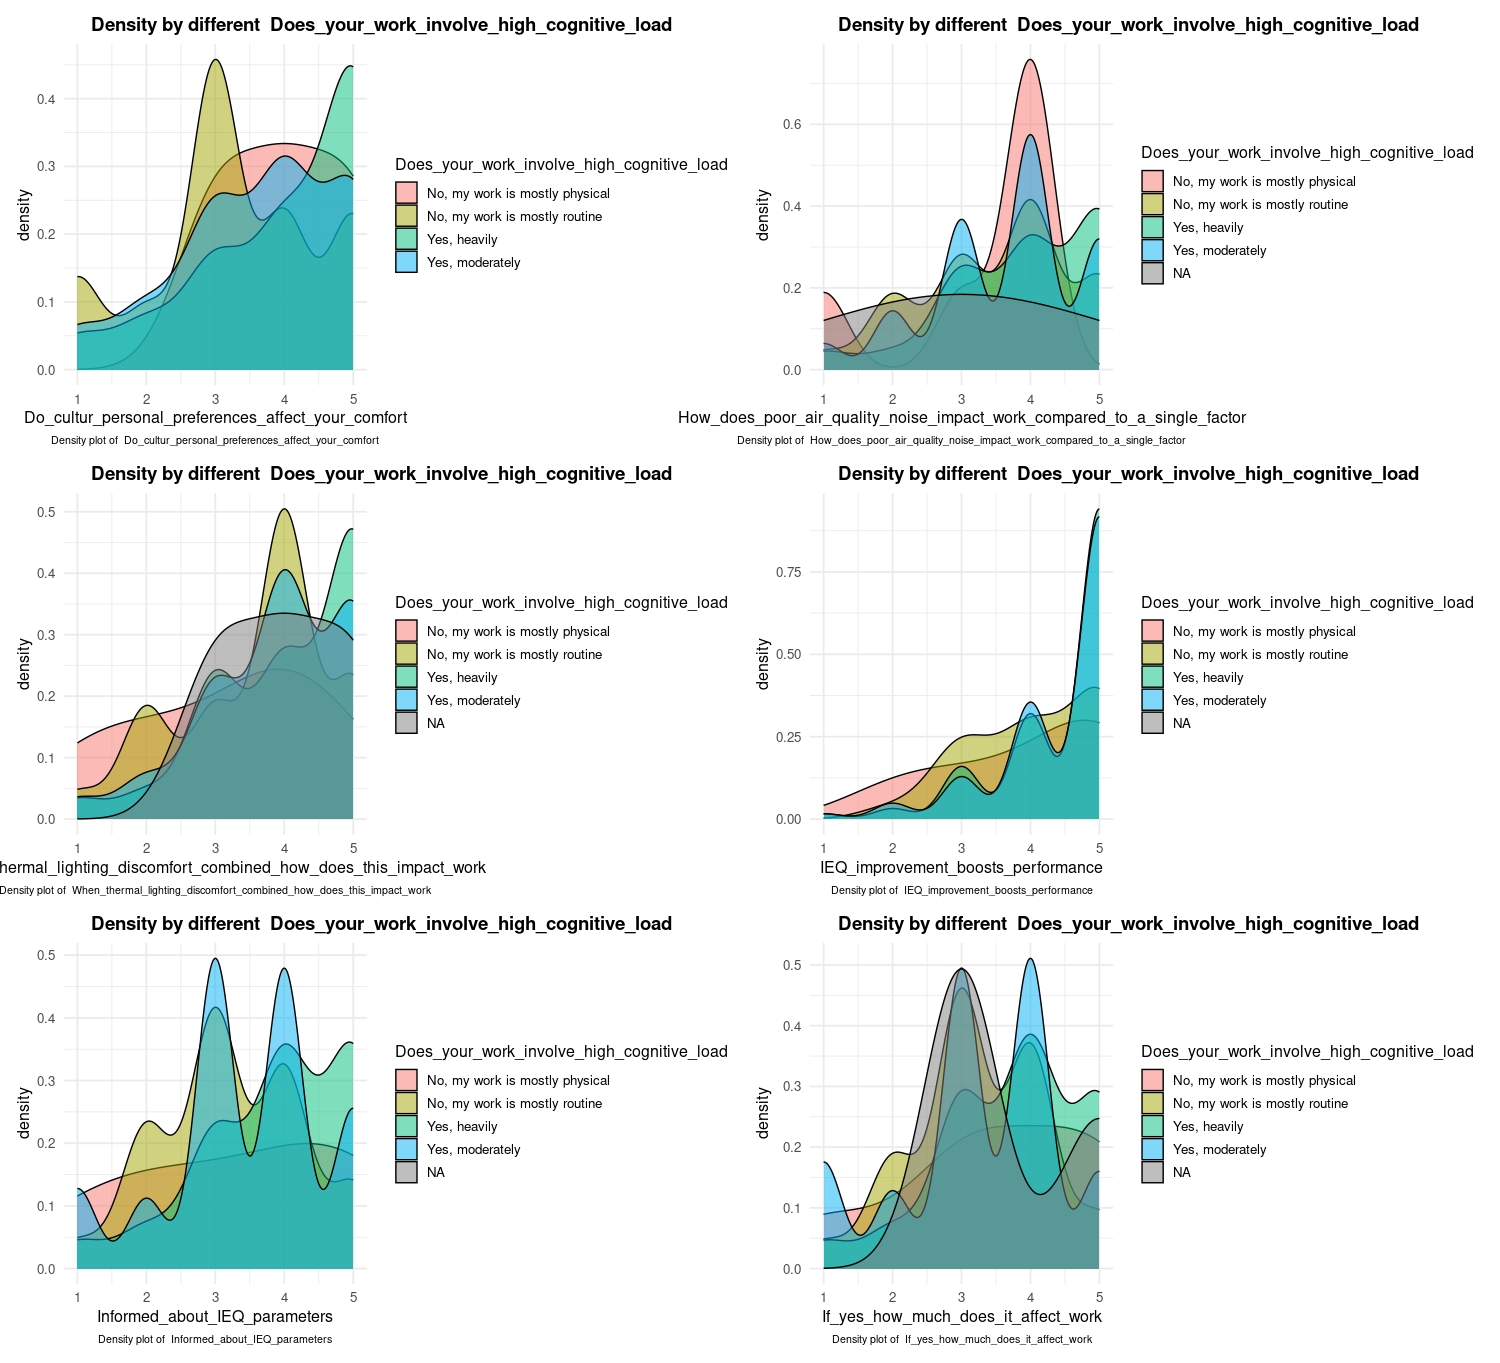 Density by different  Does_your_work_involve_high_cognitive_load
density
0.4
0.3
0.2
0.1
0.0
1 2 3 4 5
Do_cultur_personal_preferences_affect_your_comfort
Density plot of  Do_cultur_personal_preferences_affect_your_comfort
Does_your_work_involve_high_cognitive_load
No, my work is mostly physical
No, my work is mostly routine
Yes, heavily
Yes, moderately
Density by different  Does_your_work_involve_high_cognitive_load
density
0.6
0.4
0.2
0.0
1 2 3 4 5
How_does_poor_air_quality_noise_impact_work_compared_to_a_single_factor
Density plot of  How_does_poor_air_quality_noise_impact_work_compared_to_a_single_factor
Does_your_work_involve_high_cognitive_load
No, my work is mostly physical
No, my work is mostly routine
Yes, heavily
Yes, moderately
NA
Density by different  Does_your_work_involve_high_cognitive_load
density
0.5
0.4
0.3
0.2
0.1
0.0
1 2 3 4 5
hermal_lighting_discomfort_combined_how_does_this_impact_work
Density plot of  When_thermal_lighting_discomfort_combined_how_does_this_impact_work
Does_your_work_involve_high_cognitive_load
No, my work is mostly physical
No, my work is mostly routine
Yes, heavily
Yes, moderately
NA
Density by different  Does_your_work_involve_high_cognitive_load
density
0.75
0.50
0.25
0.00
1 2 3 4 5
IEQ_improvement_boosts_performance
Density plot of  IEQ_improvement_boosts_performance
Does_your_work_involve_high_cognitive_load
No, my work is mostly physical
No, my work is mostly routine
Yes, heavily
Yes, moderately
NA
Density by different  Does_your_work_involve_high_cognitive_load
density
0.5
0.4
0.3
0.2
0.1
0.0
1 2 3 4 5
Informed_about_IEQ_parameters
Density plot of  Informed_about_IEQ_parameters
Does_your_work_involve_high_cognitive_load
No, my work is mostly physical
No, my work is mostly routine
Yes, heavily
Yes, moderately
NA
Density by different  Does_your_work_involve_high_cognitive_load
density
0.5
0.4
0.3
0.2
0.1
0.0
1 2 3 4 5
If_yes_how_much_does_it_affect_work
Density plot of  If_yes_how_much_does_it_affect_work
Does_your_work_involve_high_cognitive_load
No, my work is mostly physical
No, my work is mostly routine
Yes, heavily
Yes, moderately
NA